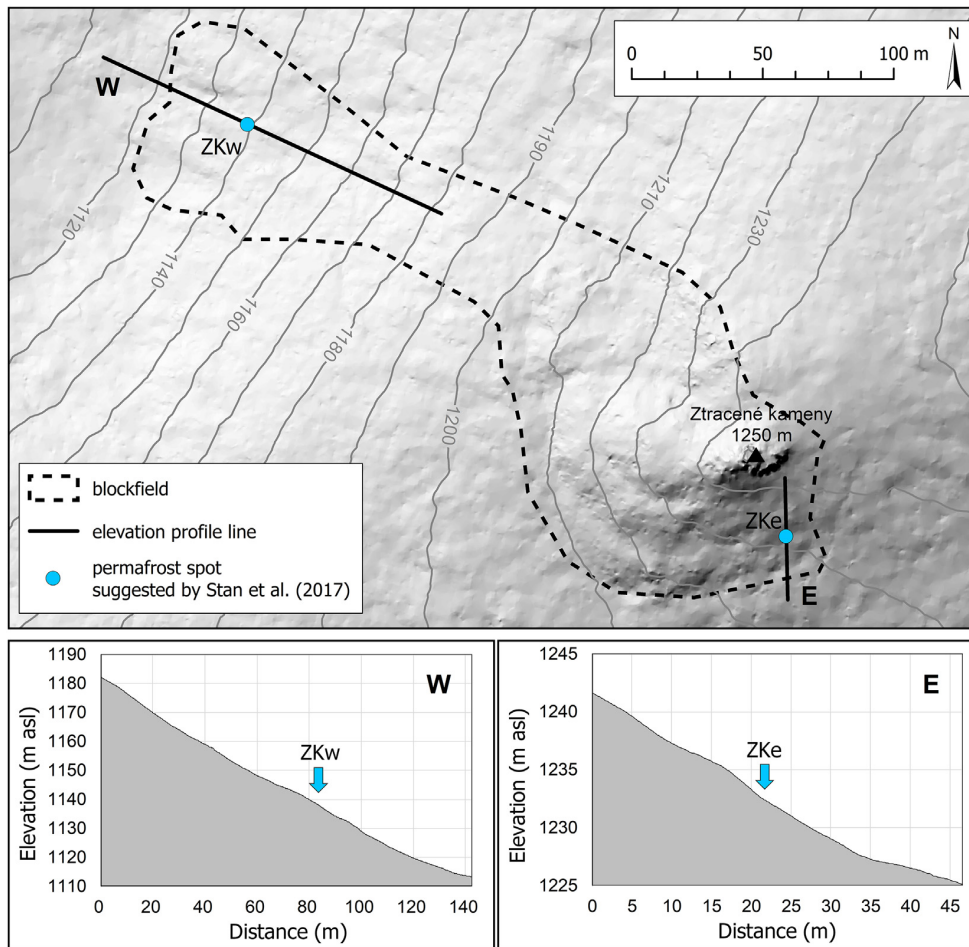 W
ZKw
0 50 100 m
N
1120
1140
1160
1180
1200
1190
1210
1230
Ztracené kameny
1250 m
ZKe
E
blockfield
elevation profile line
permafrost spot
suggested by Stan et al. (2017)
W
ZKw
Elevation (m asl)
1190
1180
1170
1160
1150
1140
1130
1120
1110
0 20 40 60 80 100 120 140
Distance (m)
E
ZKe
Elevation (m asl)
1245
1240
1235
1230
1225
0 5 10 15 20 25 30 35 40 45
Distance (m)